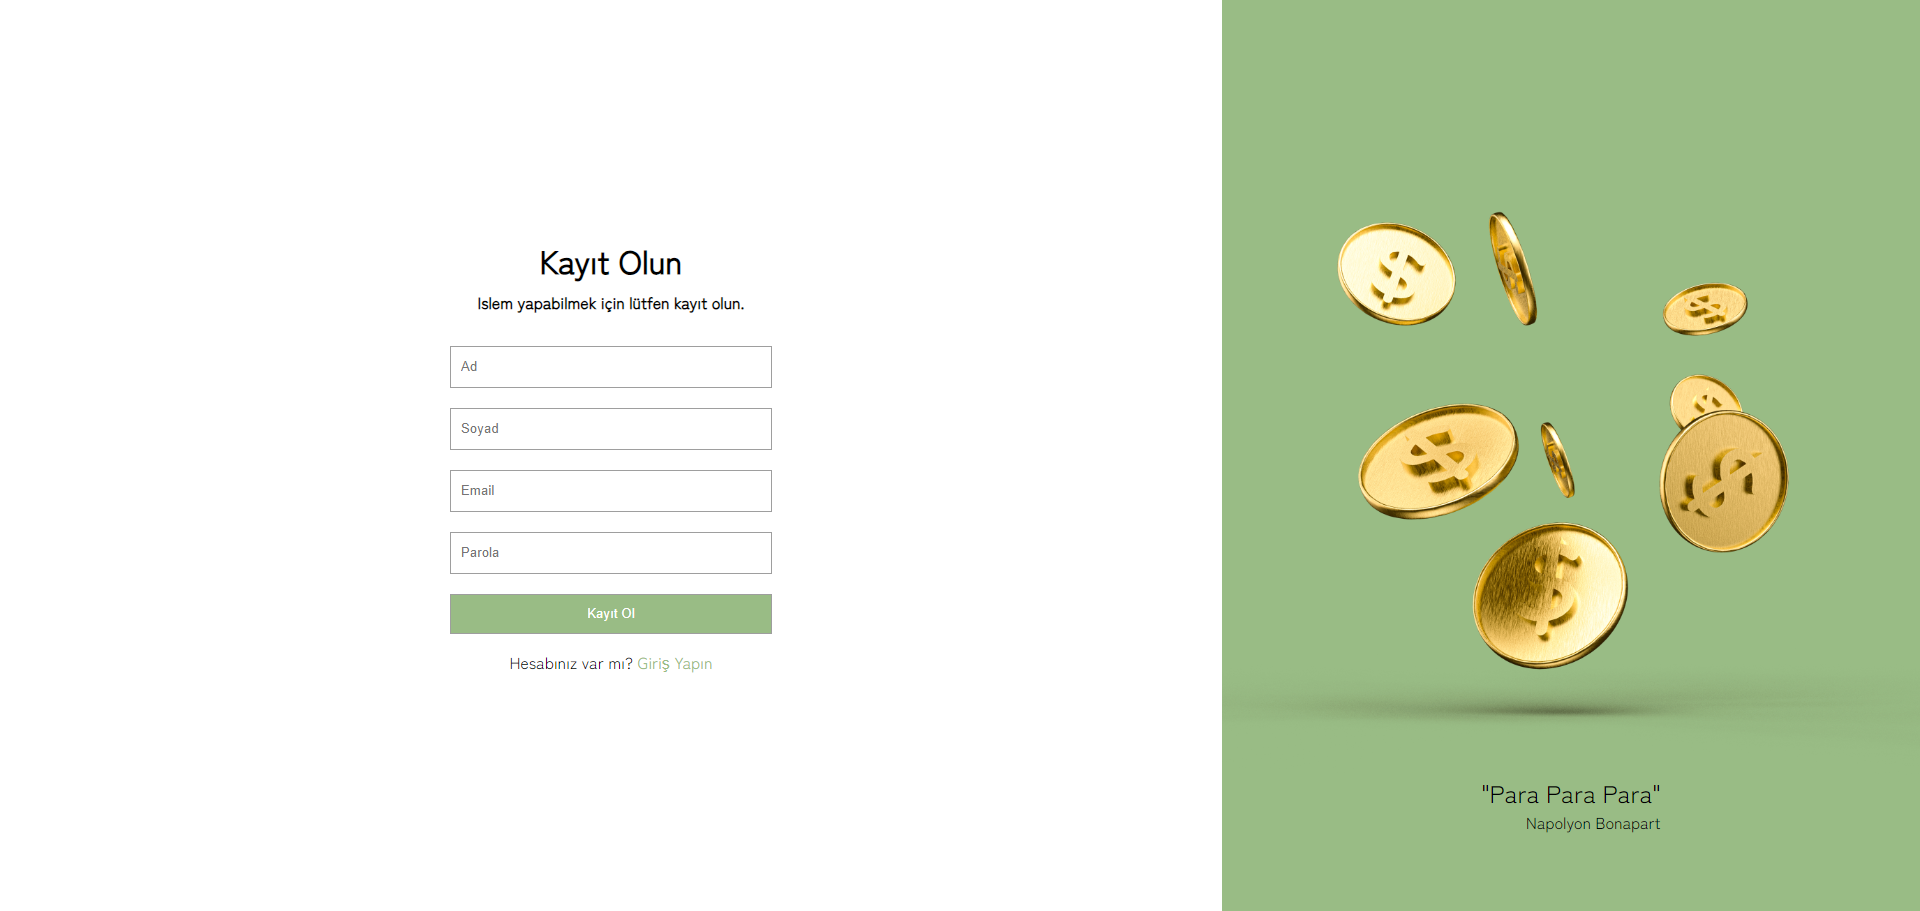 Kayıt Olun
Islem yapabilmek için lütfen kayıt olun.
Ad
Soyad
Email
Parola
Kayıt Ol
Hesabınız var mı? Giriş Yapın
"Para Para Para"
Napolyon Bonapart